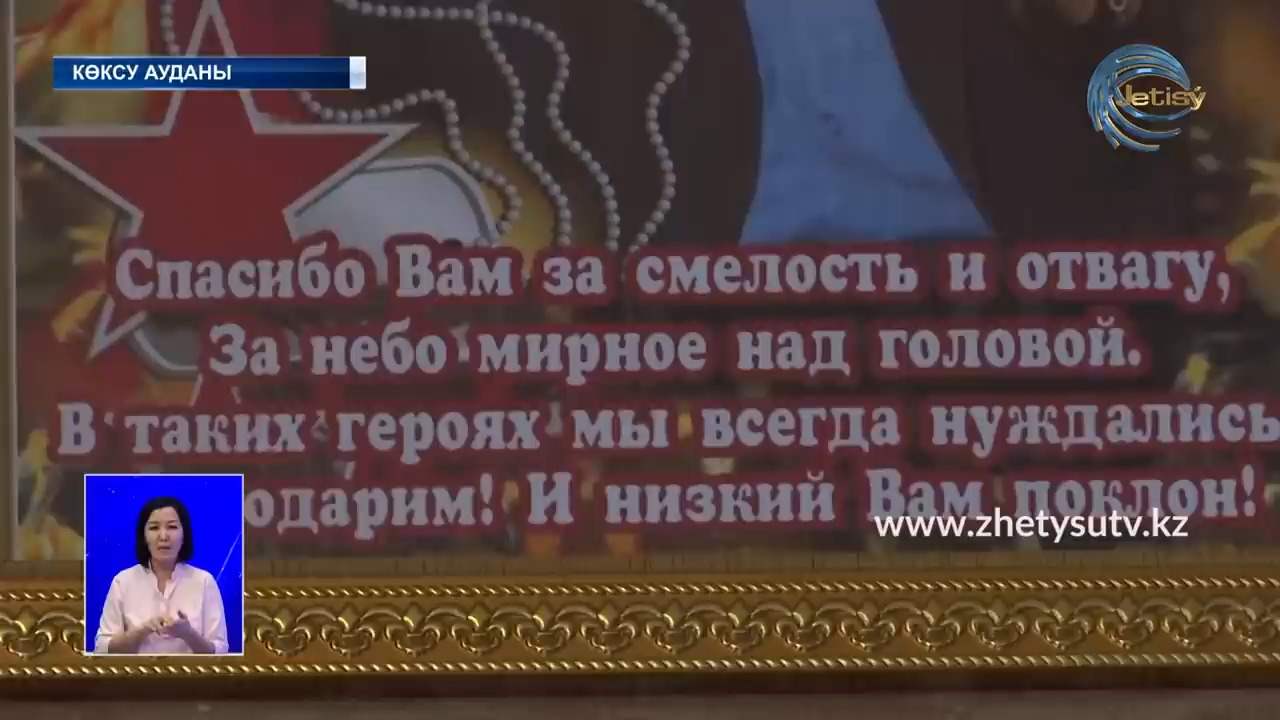 КӨКСУ АУДАНЫ
Jetisý
Спасибо Вам за смелость и отвагу,
За небо мирное над головой.
В таких героях мы всегда нуждались
одарим! И низкий Вам поклон!
www.zhetysutv.kz